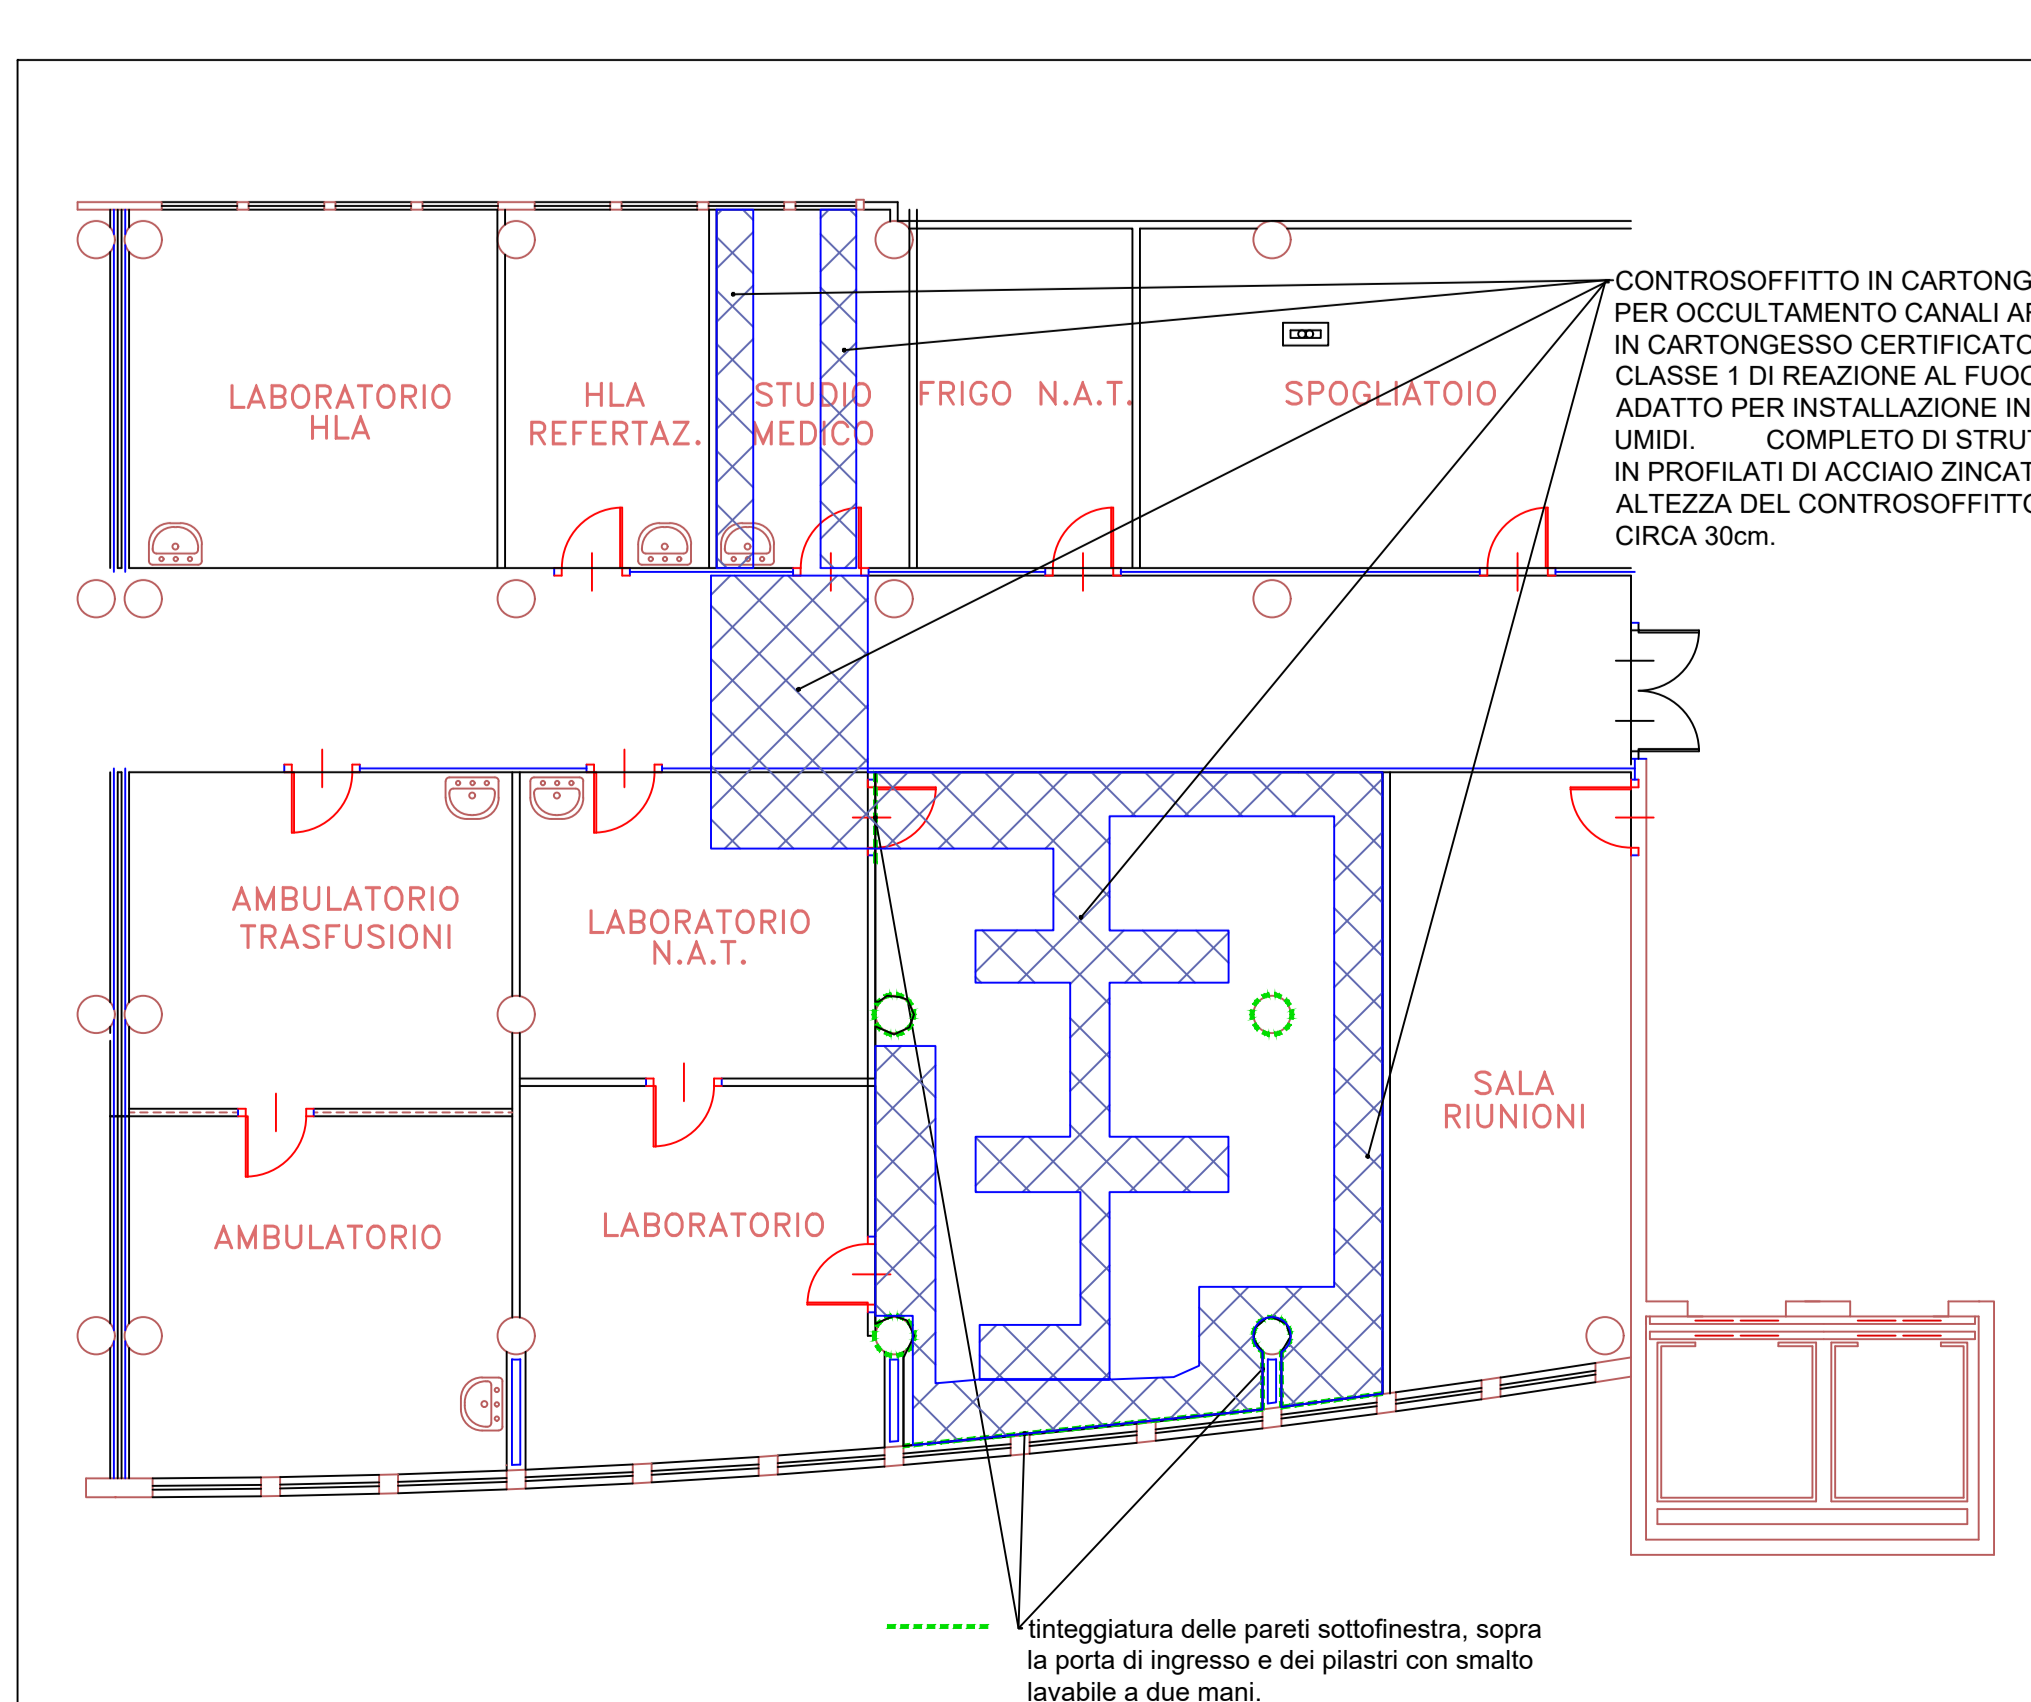 CONTROSOFFITTO IN CARTONG
PER OCCULTAMENTO CANALI
IN CARTONGESSO CERTIFICATO
CLASSE 1 DI REAZIONE AL FUOC
ADATTO PER INSTALLAZIONE IN
UMIDI. COMPLETO DI STRUT
IN PROFILATI DI ACCIAIO ZINCAT
ALTEZZA DEL CONTROSOFFITTO
CIRCA 30cm.
LABORATORIO
HLA
HLA
REFERTAZ.
STUDIO
MEDICO
FRIGO N.A.T.
SPOGLIATOIO
AMBULATORIO
TRASFUSIONI
LABORATORIO
N.A.T.
SALA
RIUNIONI
AMBULATORIO
LABORATORIO
tinteggiatura delle pareti sottofinestra, sopra
la porta di ingresso e dei pilastri con smalto
lavabile a due mani.